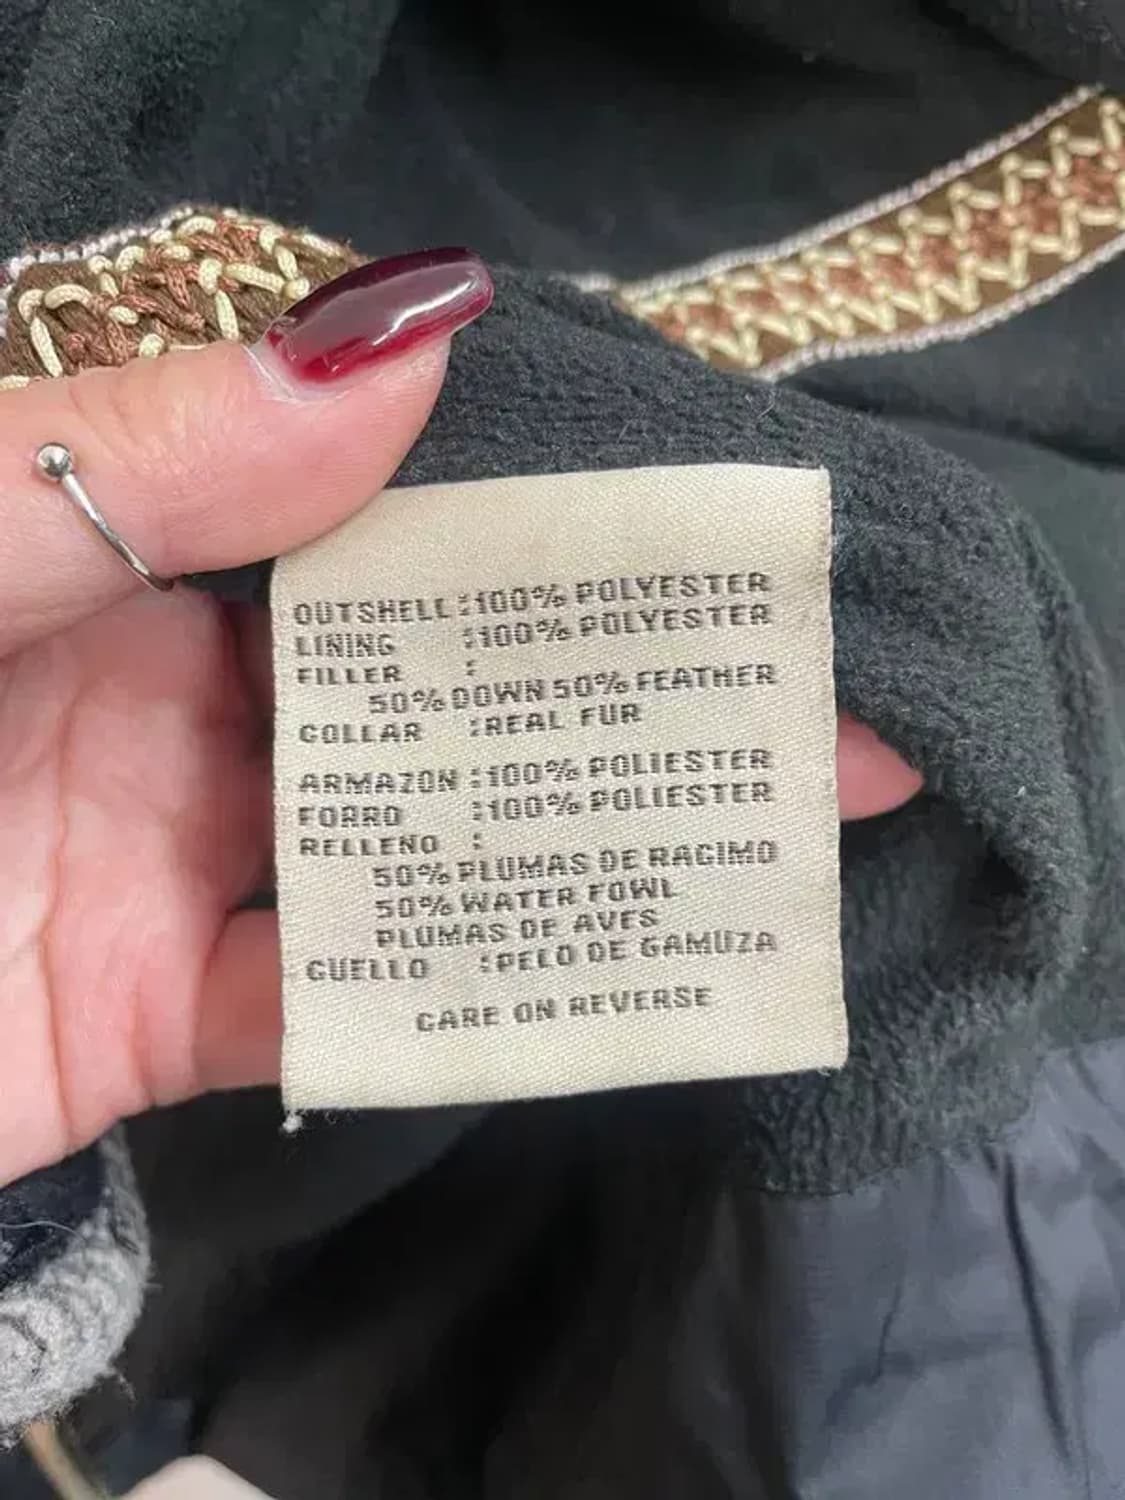 OUTSHELL :100% POLYESTER
LINING :100% POLYESTER
FILLER :
50% DOWN 50% FEATHER
COLLAR :REAL FUR
ARMAZON :100% POLIESTER
FORRO :100% POLIESTER
RELLENO :
50% PLUMAS DE RACIMO
50% WATER FOWL
PLUMAS DE AVES
CUELLO :PELO DE GAMUZA
CARE ON REVERSE